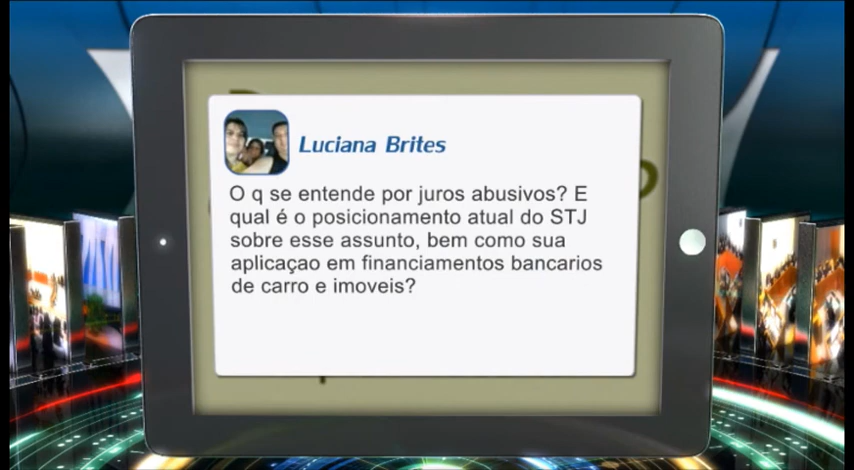 Luciana Brites
O q se entende por juros abusivos? E
qual é o posicionamento atual do STJ
sobre esse assunto, bem como sua
aplicaçao em financiamentos bancarios
de carro e imoveis?